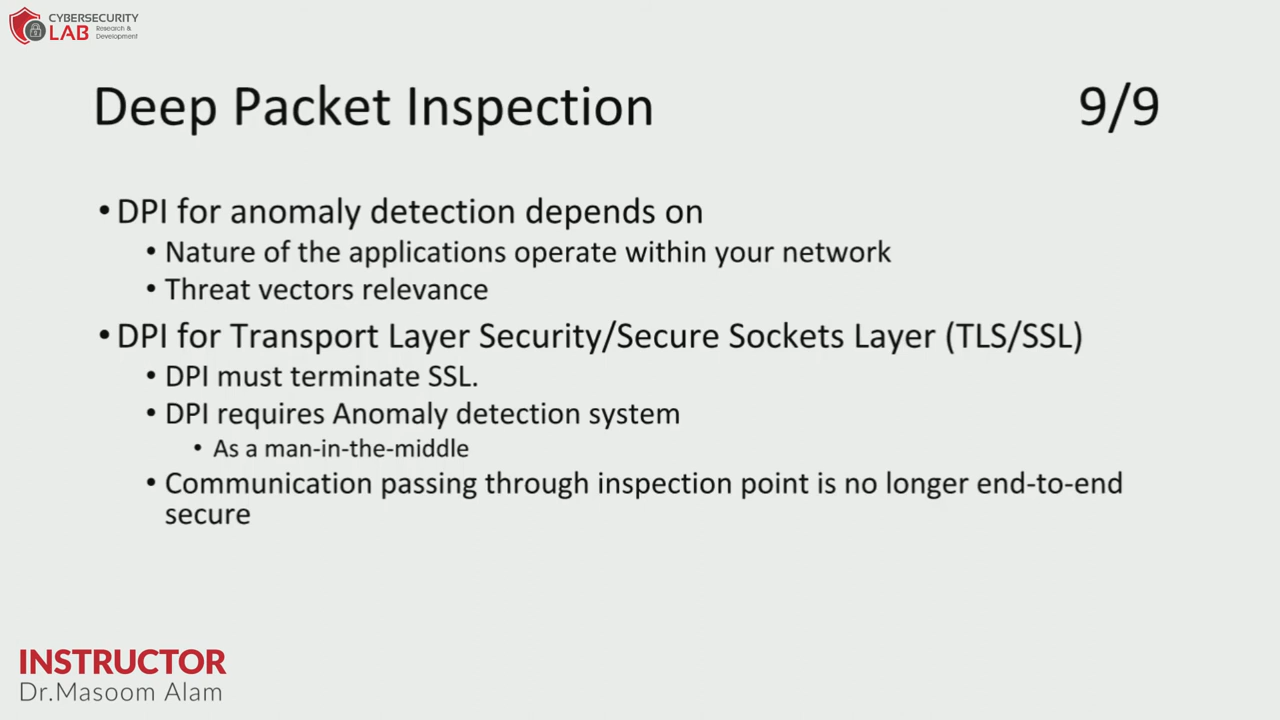 CYBERSECURITY
LAB Research & Development
Deep Packet Inspection 9/9
• DPI for anomaly detection depends on
• Nature of the applications operate within your network
• Threat vectors relevance
• DPI for Transport Layer Security/Secure Sockets Layer (TLS/SSL)
• DPI must terminate SSL.
• DPI requires Anomaly detection system
• As a man-in-the-middle
• Communication passing through inspection point is no longer end-to-end
secure
INSTRUCTOR
Dr.Masoom Alam